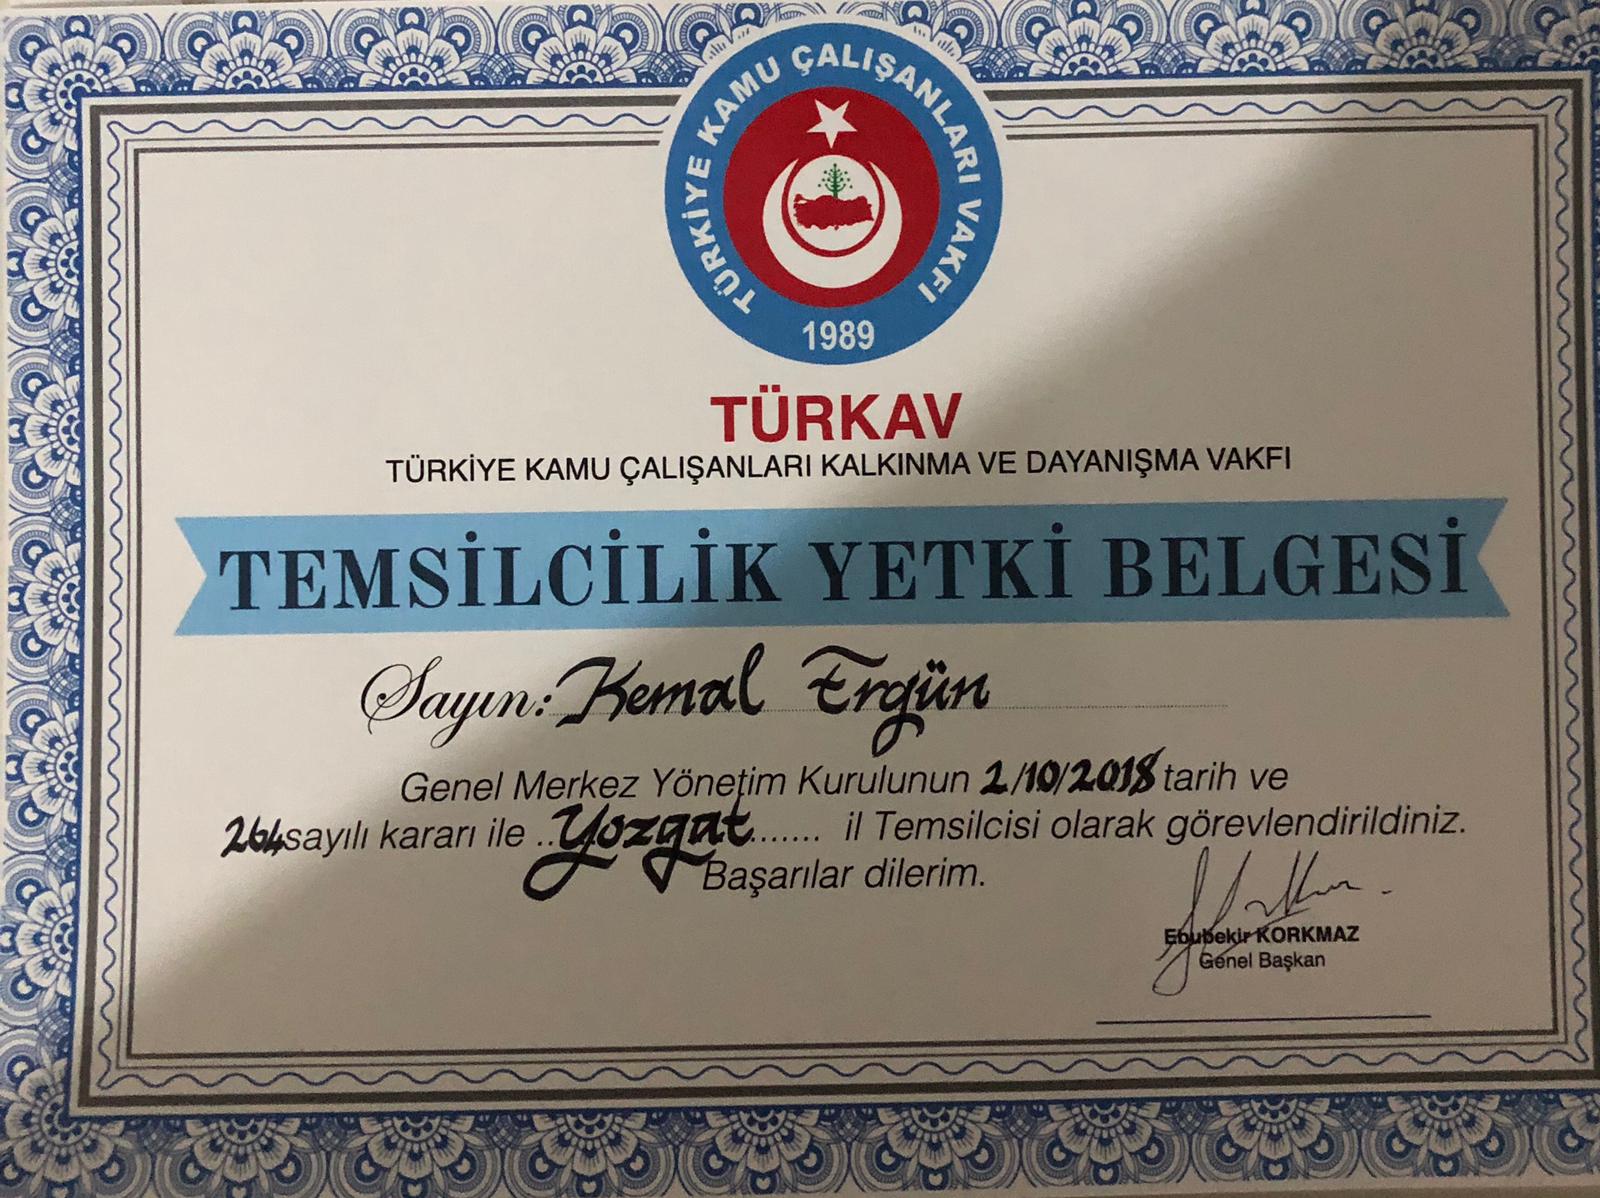 TÜRKİYE KAMU ÇALIŞANLARI VAKFI
1989
TÜRKAV
TÜRKİYE KAMU ÇALIŞANLARI KALKINMA VE DAYANIŞMA VAKFI
TEMSİLCİLİK YETKİ BELGESİ
Sayın: Kemal Ergün
Genel Merkez Yönetim Kurulunun 2/10/2018 tarih ve
264 sayılı kararı ile ..Yozgat....... il Temsilcisi olarak görevlendirildiniz.
Başarılar dilerim.
Ebubekir KORKMAZ
Genel Başkan